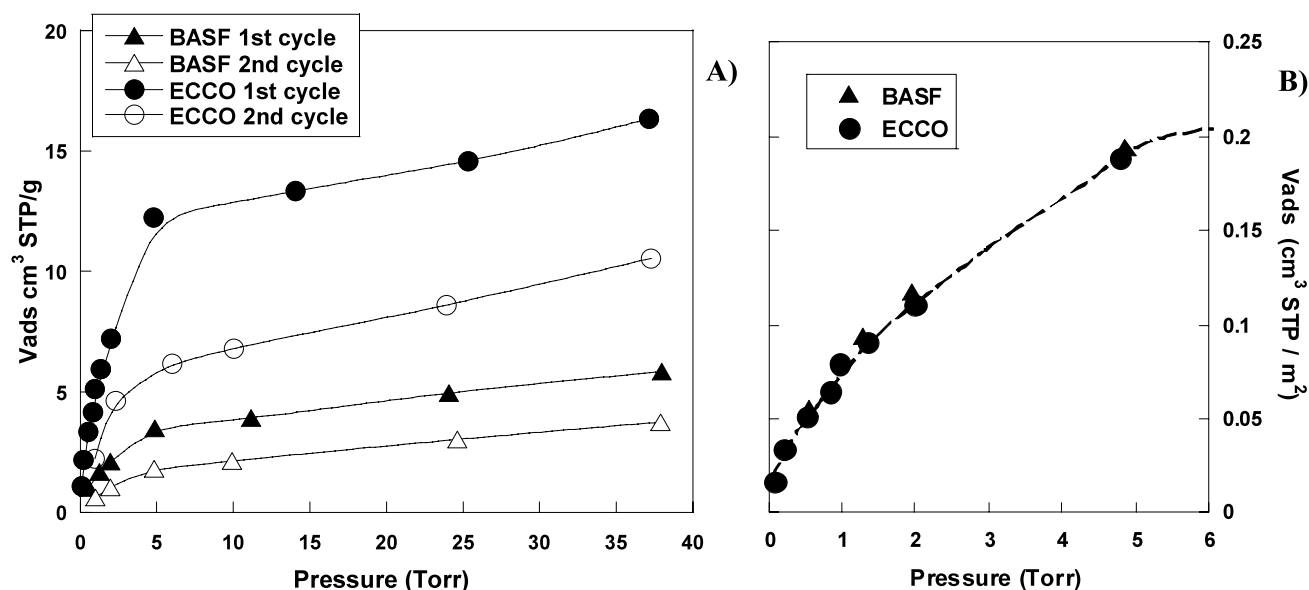 BASF 1st cycle
BASF 2nd cycle
ECCO 1st cycle
ECCO 2nd cycle
A)
20
15
10
5
0
Vads cm³ STP/g
0 5 10 15 20 25 30 35 40
Pressure (Torr)
BASF
ECCO
B)
0.25
0.2
0.15
0.1
0.05
0
Vads (cm³ STP / m²)
0 1 2 3 4 5 6
Pressure (Torr)